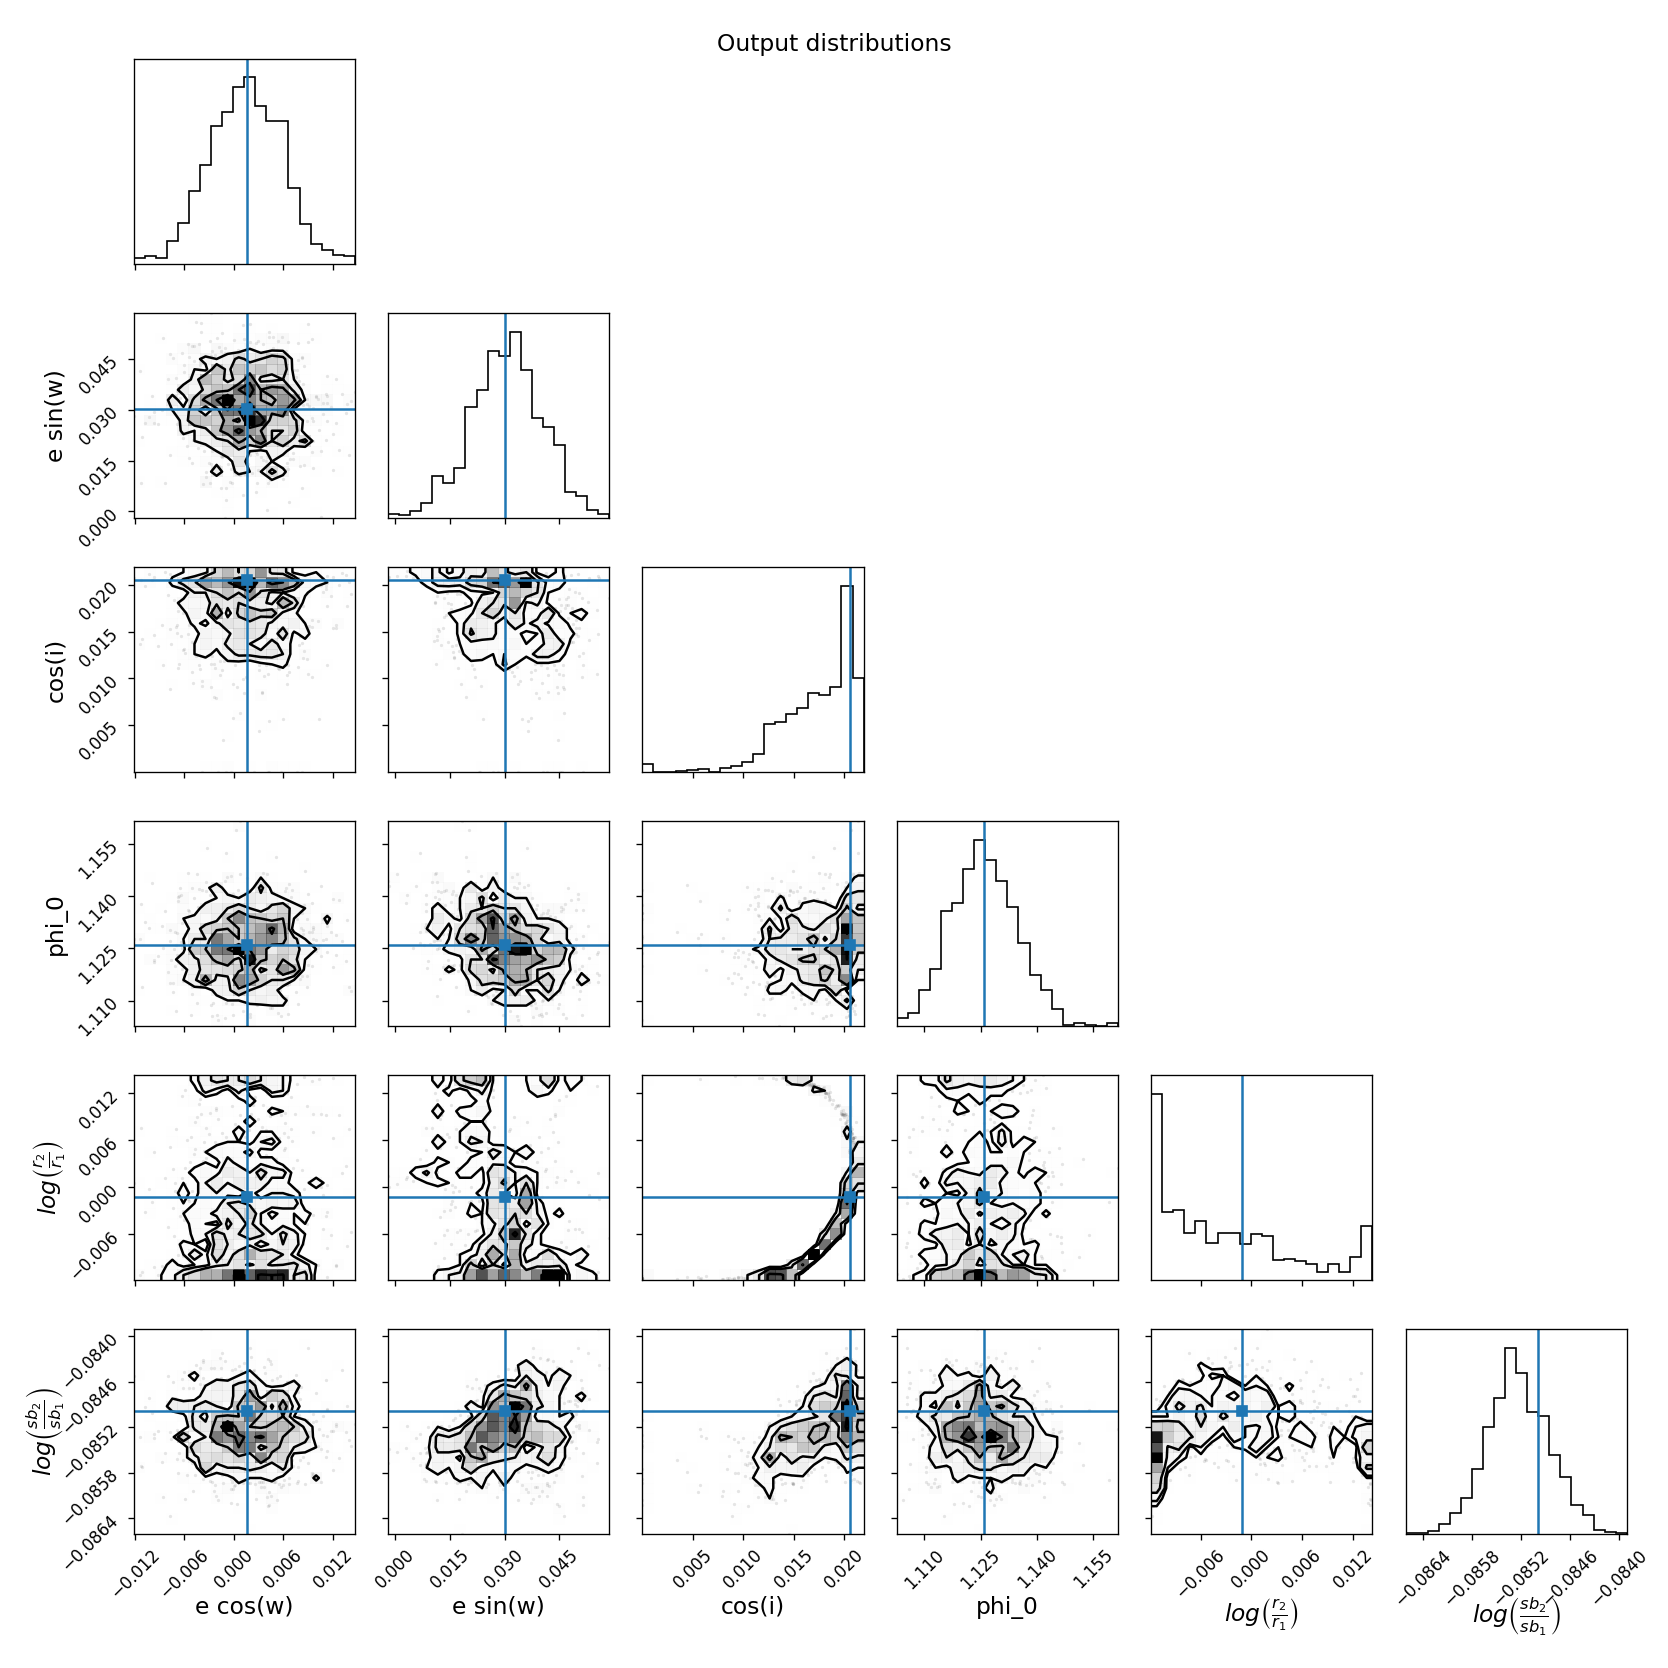 Output distributions
0.045
0.030
0.015
0.000
e sin(w)
0.020
0.015
0.010
0.005
cos(i)
1.155
1.140
1.125
1.110
phi_0
0.012
0.006
0.000
−0.006
log(r₂/r₁)
−0.0840
−0.0846
−0.0852
−0.0858
−0.0864
log(sb₂/sb₁)
−0.012 −0.006 0.000 0.006 0.012
e cos(w)
0.000 0.015 0.030 0.045
e sin(w)
0.005 0.010 0.015 0.020
cos(i)
1.110 1.125 1.140 1.155
phi_0
−0.006 0.000 0.006 0.012
log(r₂/r₁)
−0.0864 −0.0858 −0.0852 −0.0846 −0.0840
log(sb₂/sb₁)